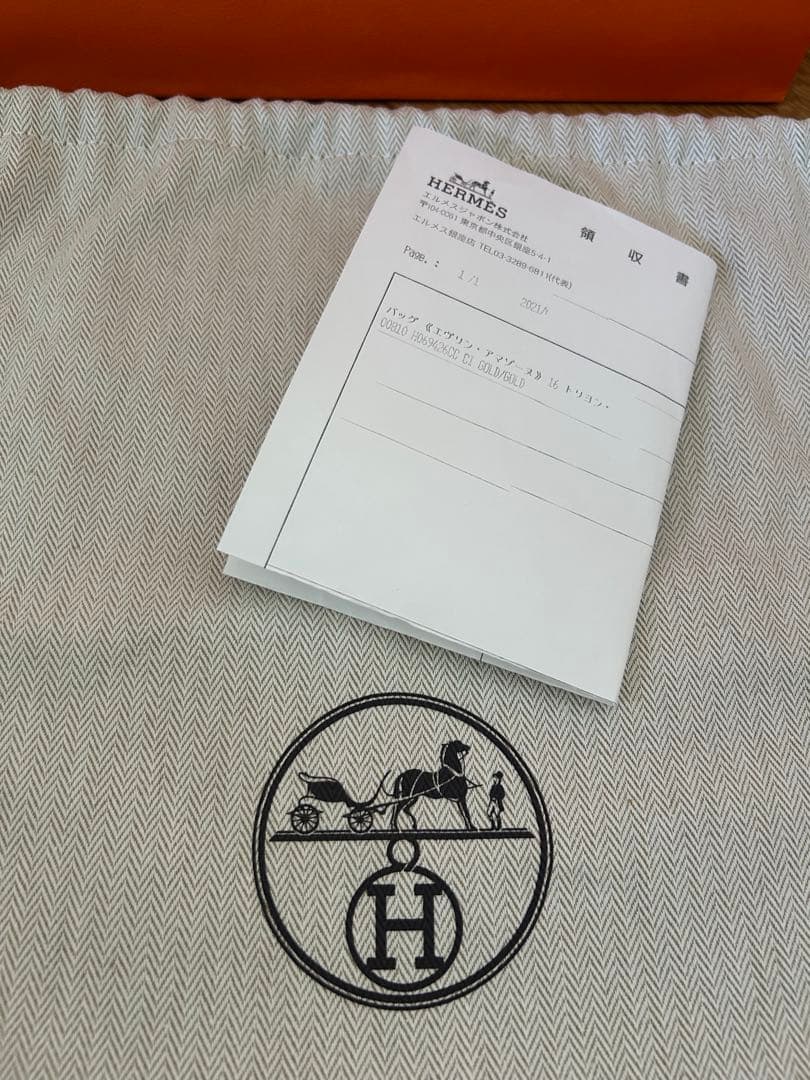 HERMÈS
エルメスジャポン株式会社
〒104-0061 東京都中央区銀座5-4-1
エルメス銀座店 TEL.03-3289-6811(代表)
領 収 書
Page. : 1 /1 2021/
バッグ 《エヴリン・アマゾーヌ》 16 トリヨン.
00810 H069426CC C1 GOLD/GOLD
H